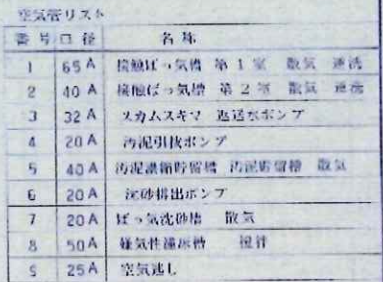 空気管リスト
番号 口径 名称
1 65A 接触ばっ気槽 第1室 散気 逆洗
2 40A 接触ばっ気槽 第2室 散気 逆洗
3 32A スカムスキマ 返送水ポンプ
4 20A 汚泥引抜ポンプ
5 40A 汚泥濃縮貯留槽 汚泥貯留槽 散気
6 20A 沈砂排出ポンプ
7 20A ばっ気沈砂槽 散気
8 50A 嫌気性濾床槽 撹拌
9 25A 空気逃し